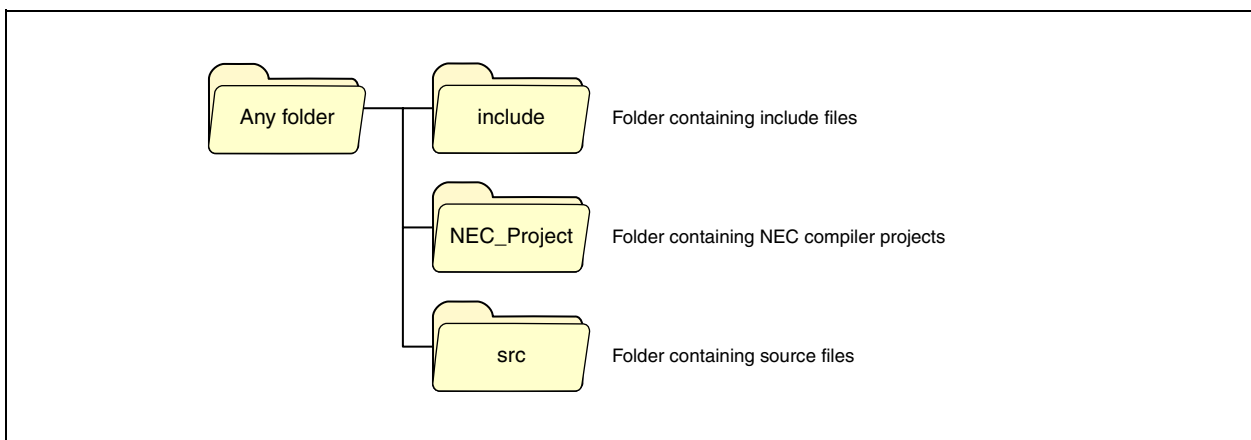 Any folder
include
Folder containing include files
NEC_Project
Folder containing NEC compiler projects
src
Folder containing source files